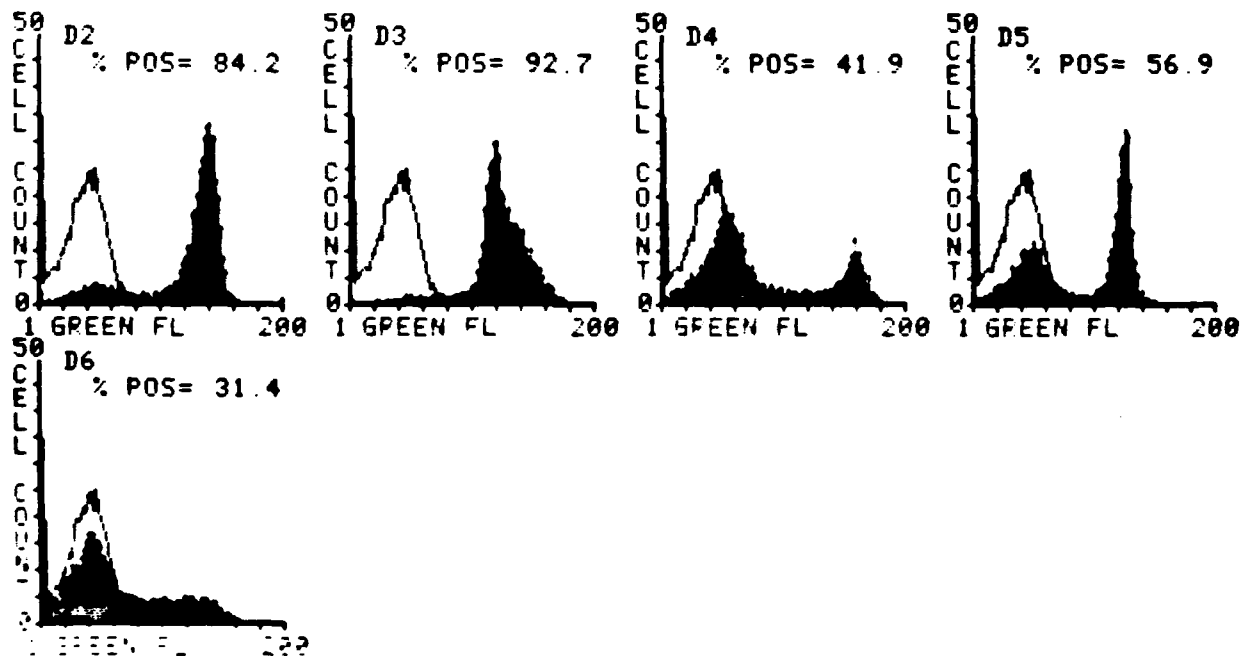 50
D2
% POS= 84.2
CELL COUNT
0
1 GREEN FL 200
50
D3
% POS= 92.7
CELL COUNT
0
1 GREEN FL 200
50
D4
% POS= 41.9
CELL COUNT
0
1 GREEN FL 200
50
D5
% POS= 56.9
CELL COUNT
0
1 GREEN FL 200
50
D6
% POS= 31.4
CELL